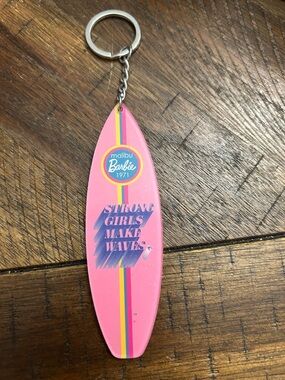 malibu
Barbie
1971
STRONG
GIRLS
MAKE
WAVES